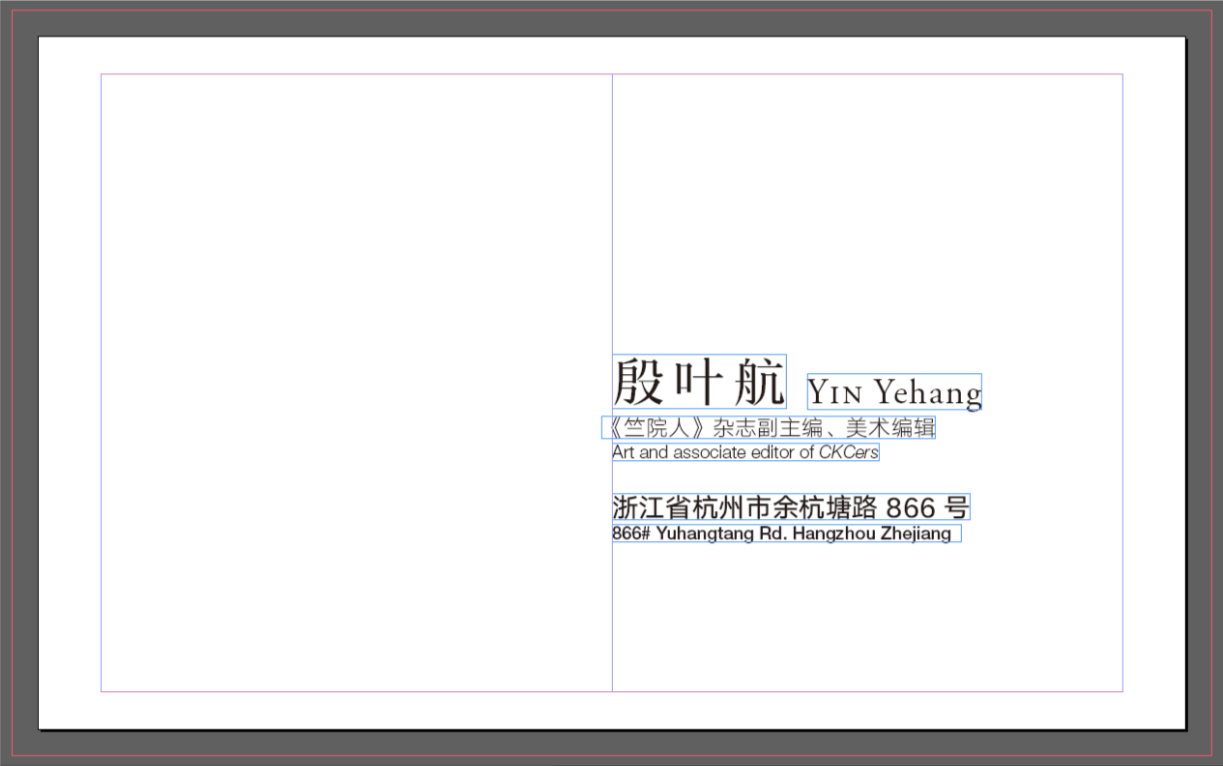 殷叶航 YIN Yehang
《竺院人》杂志副主编、美术编辑
Art and associate editor of CKCers
浙江省杭州市余杭塘路 866 号
866# Yuhangtang Rd. Hangzhou Zhejiang